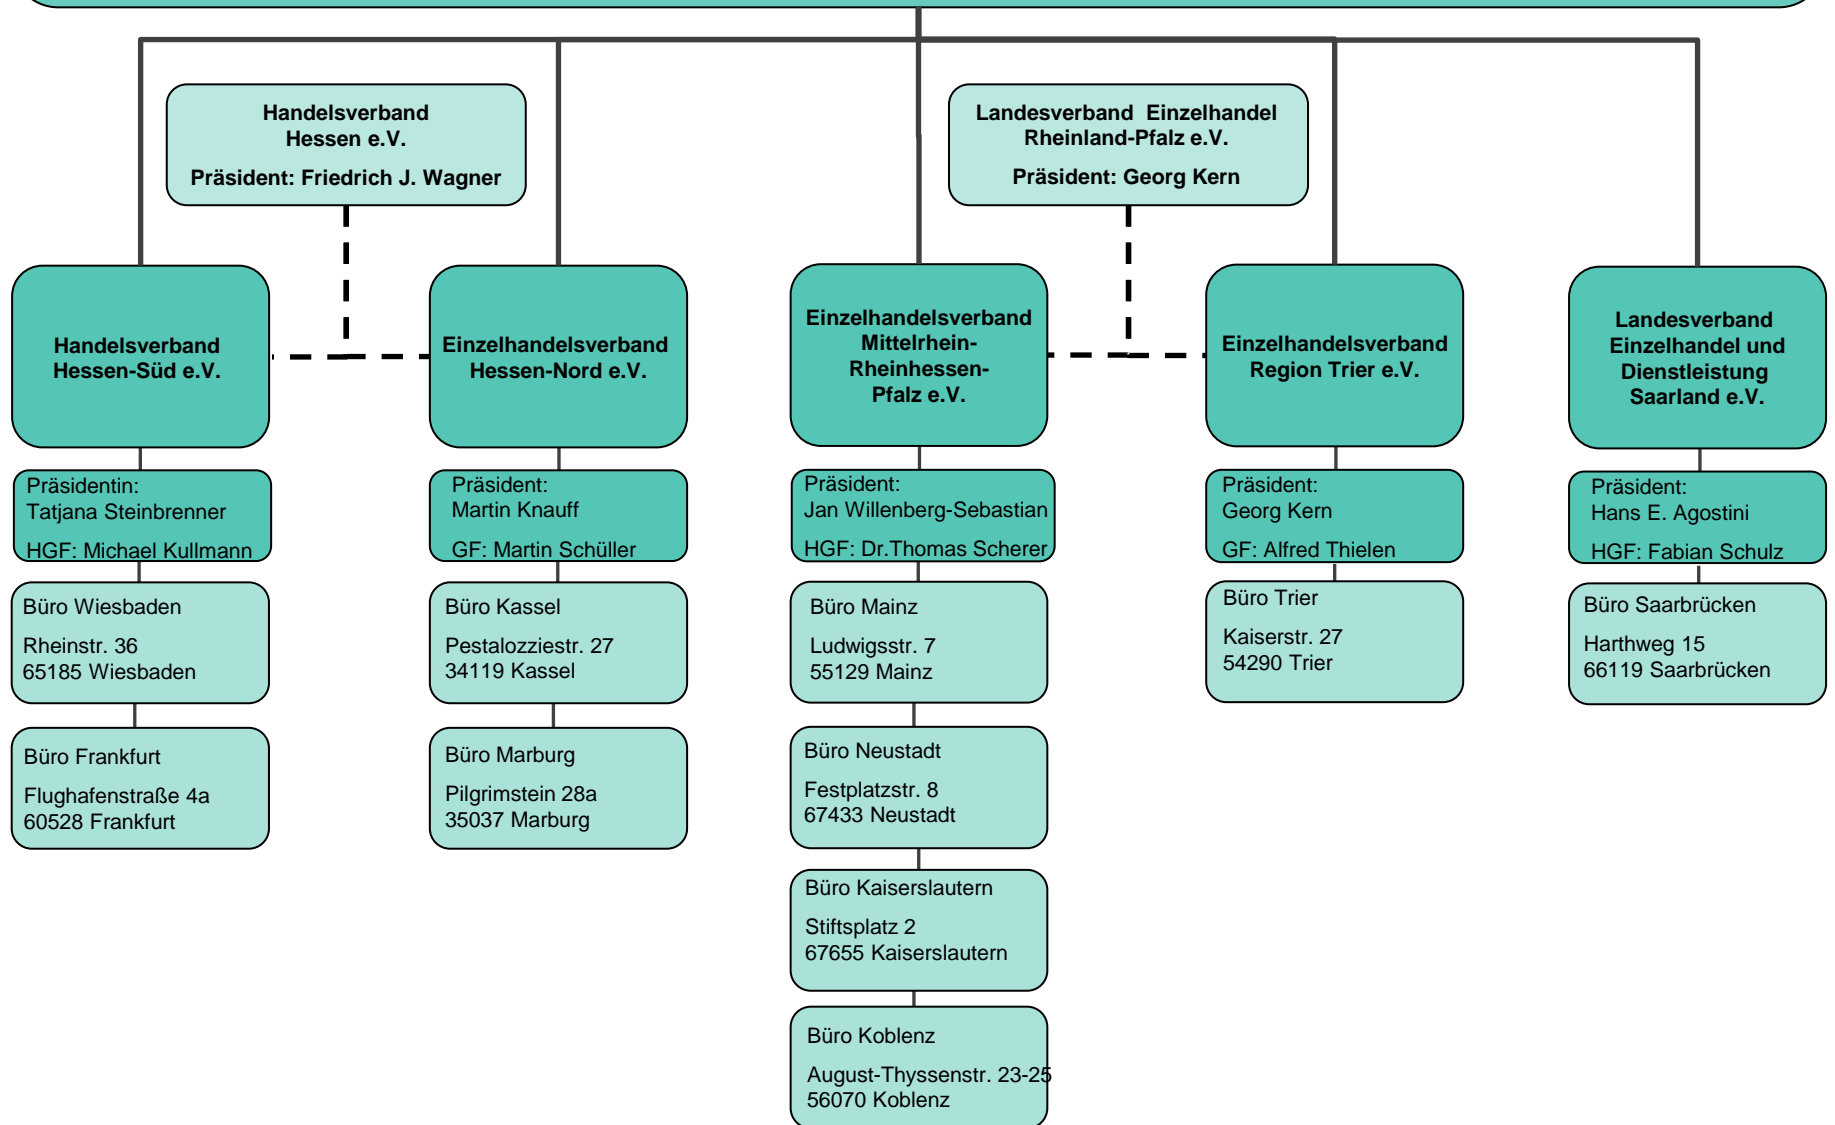 Handelsverband
Hessen e.V.
Präsident: Friedrich J. Wagner
Landesverband Einzelhandel
Rheinland-Pfalz e.V.
Präsident: Georg Kern
Handelsverband
Hessen-Süd e.V.
Einzelhandelsverband
Hessen-Nord e.V.
Einzelhandelsverband
Mittelrhein-
Rheinhessen-
Pfalz e.V.
Einzelhandelsverband
Region Trier e.V.
Landesverband
Einzelhandel und
Dienstleistung
Saarland e.V.
Präsidentin:
Tatjana Steinbrenner
HGF: Michael Kullmann
Präsident:
Martin Knauff
GF: Martin Schüller
Präsident:
Jan Willenberg-Sebastian
HGF: Dr.Thomas Scherer
Präsident:
Georg Kern
GF: Alfred Thielen
Präsident:
Hans E. Agostini
HGF: Fabian Schulz
Büro Wiesbaden
Rheinstr. 36
65185 Wiesbaden
Büro Kassel
Pestalozziestr. 27
34119 Kassel
Büro Mainz
Ludwigsstr. 7
55129 Mainz
Büro Trier
Kaiserstr. 27
54290 Trier
Büro Saarbrücken
Harthweg 15
66119 Saarbrücken
Büro Frankfurt
Flughafenstraße 4a
60528 Frankfurt
Büro Marburg
Pilgrimstein 28a
35037 Marburg
Büro Neustadt
Festplatzstr. 8
67433 Neustadt
Büro Kaiserslautern
Stiftsplatz 2
67655 Kaiserslautern
Büro Koblenz
August-Thyssenstr. 23-25
56070 Koblenz